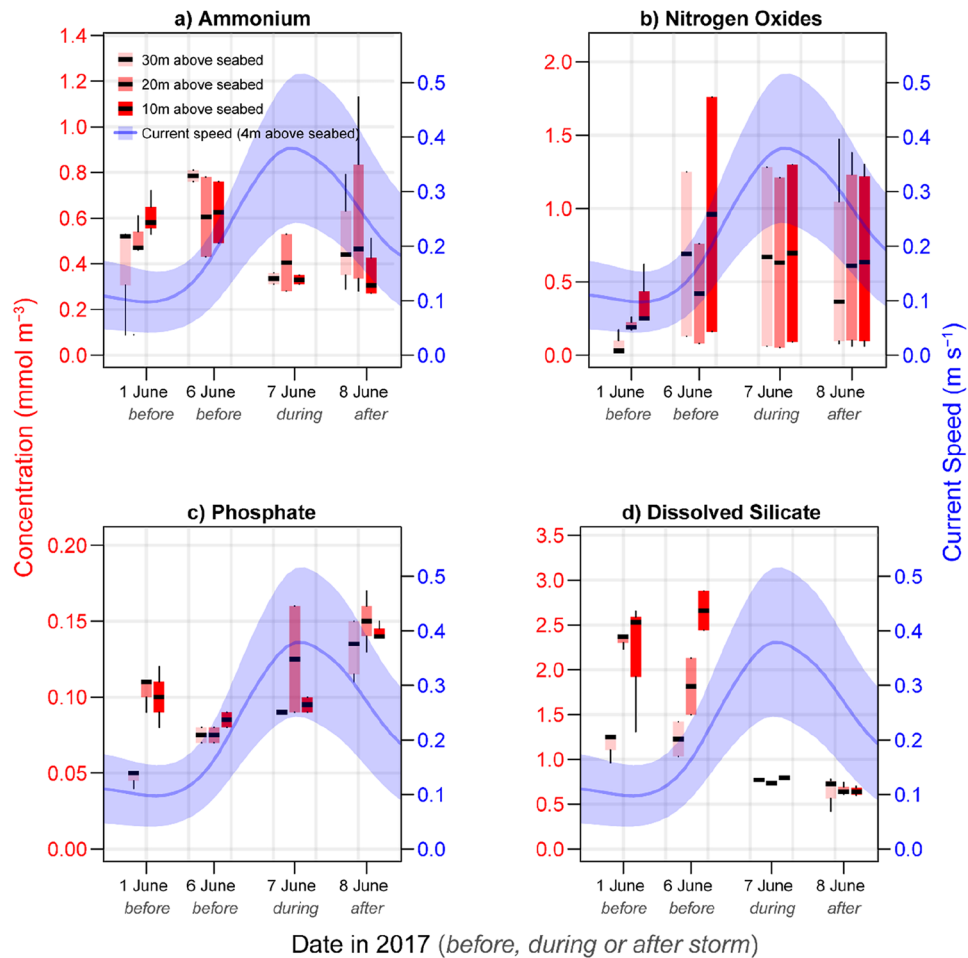 a) Ammonium
b) Nitrogen Oxides
1.4
1.2
1.0
0.8
0.6
0.4
0.2
0.0
30m above seabed
20m above seabed
10m above seabed
Current speed (4m above seabed)
0.5
0.4
0.3
0.2
0.1
0.0
2.0
1.5
1.0
0.5
0.0
0.5
0.4
0.3
0.2
0.1
0.0
1 June 6 June 7 June 8 June
before before during after
1 June 6 June 7 June 8 June
before before during after
Concentration (mmol m⁻³)
Current Speed (m s⁻¹)
c) Phosphate
d) Dissolved Silicate
0.20
0.15
0.10
0.05
0.00
0.5
0.4
0.3
0.2
0.1
0.0
3.5
3.0
2.5
2.0
1.5
1.0
0.5
0.0
0.5
0.4
0.3
0.2
0.1
0.0
1 June 6 June 7 June 8 June
before before during after
1 June 6 June 7 June 8 June
before before during after
Date in 2017 (before, during or after storm)